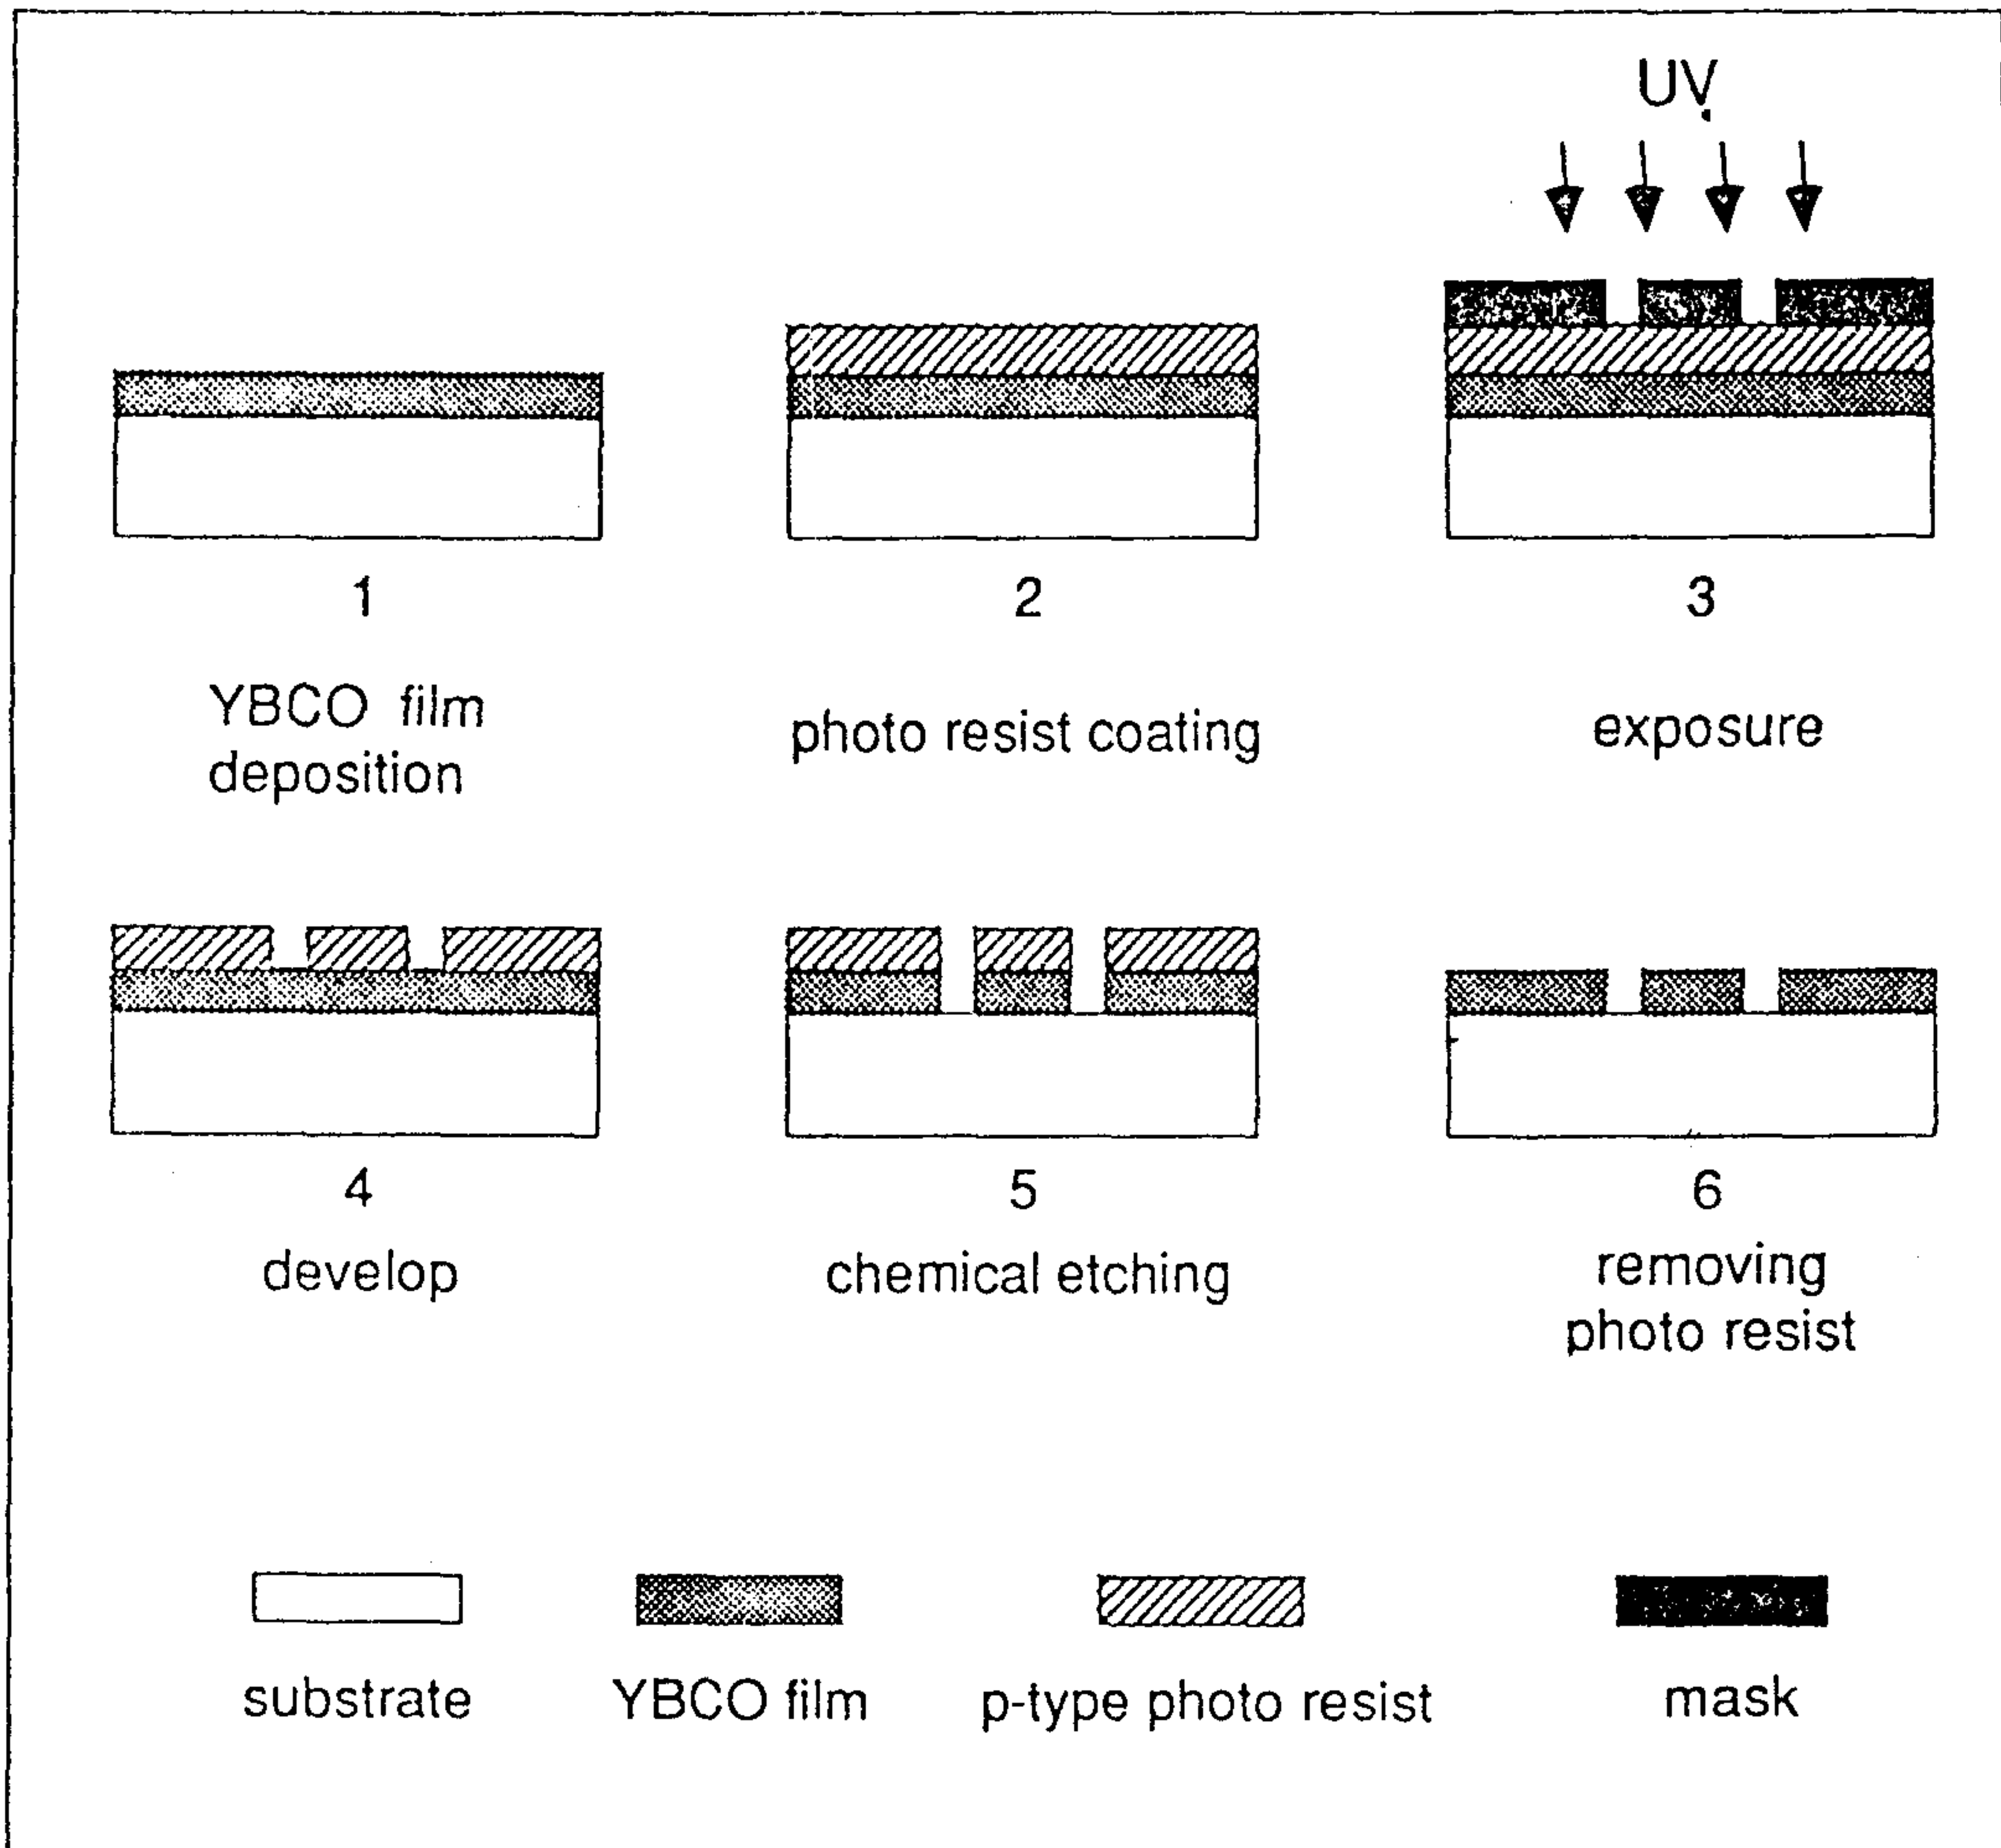 UV
1
2
3
YBCO film
deposition
photo resist coating
exposure
4
5
6
develop
chemical etching
removing
photo resist
substrate
YBCO film
p-type photo resist
mask